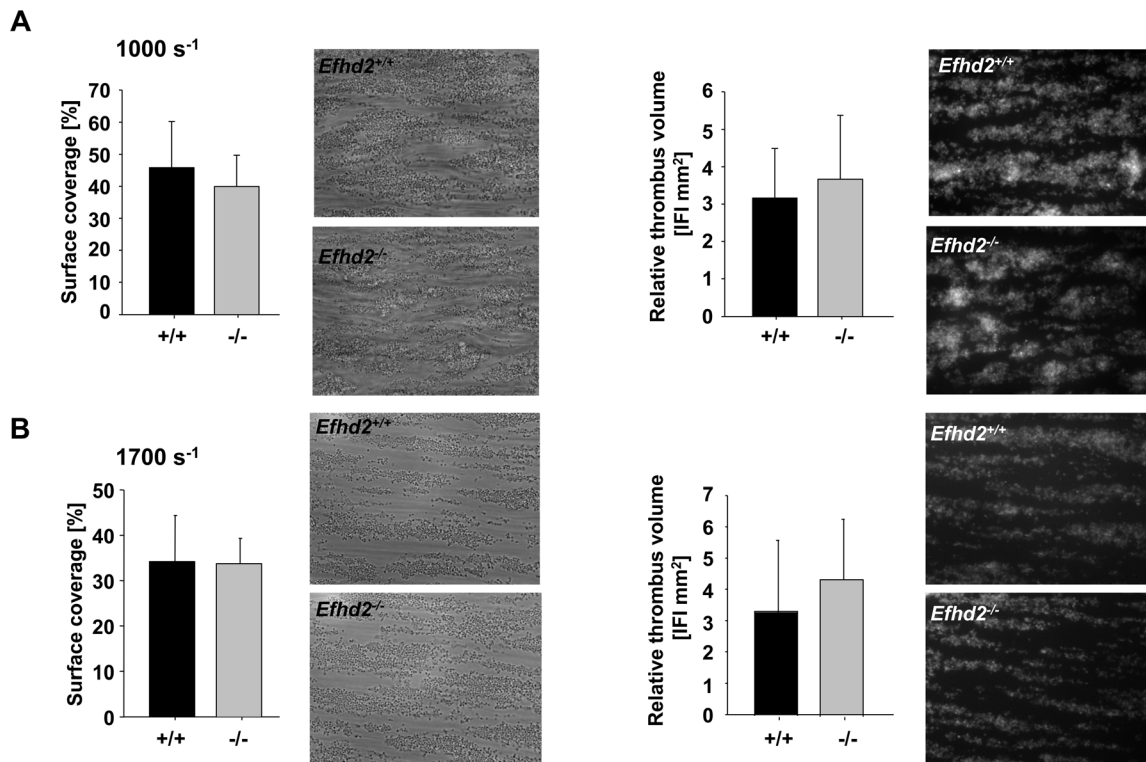 A
1000 s-1
Surface coverage [%]
70
60
50
40
30
20
10
0
+/+
-/-
Efhd2+/+
Efhd2-/-
Relative thrombus volume
[IFI mm2]
6
5
4
3
2
1
0
+/+
-/-
Efhd2+/+
Efhd2-/-
B
1700 s-1
Surface coverage [%]
50
40
30
20
10
0
+/+
-/-
Efhd2+/+
Efhd2-/-
Relative thrombus volume
[IFI mm2]
7
6
5
4
3
2
1
0
+/+
-/-
Efhd2+/+
Efhd2-/-